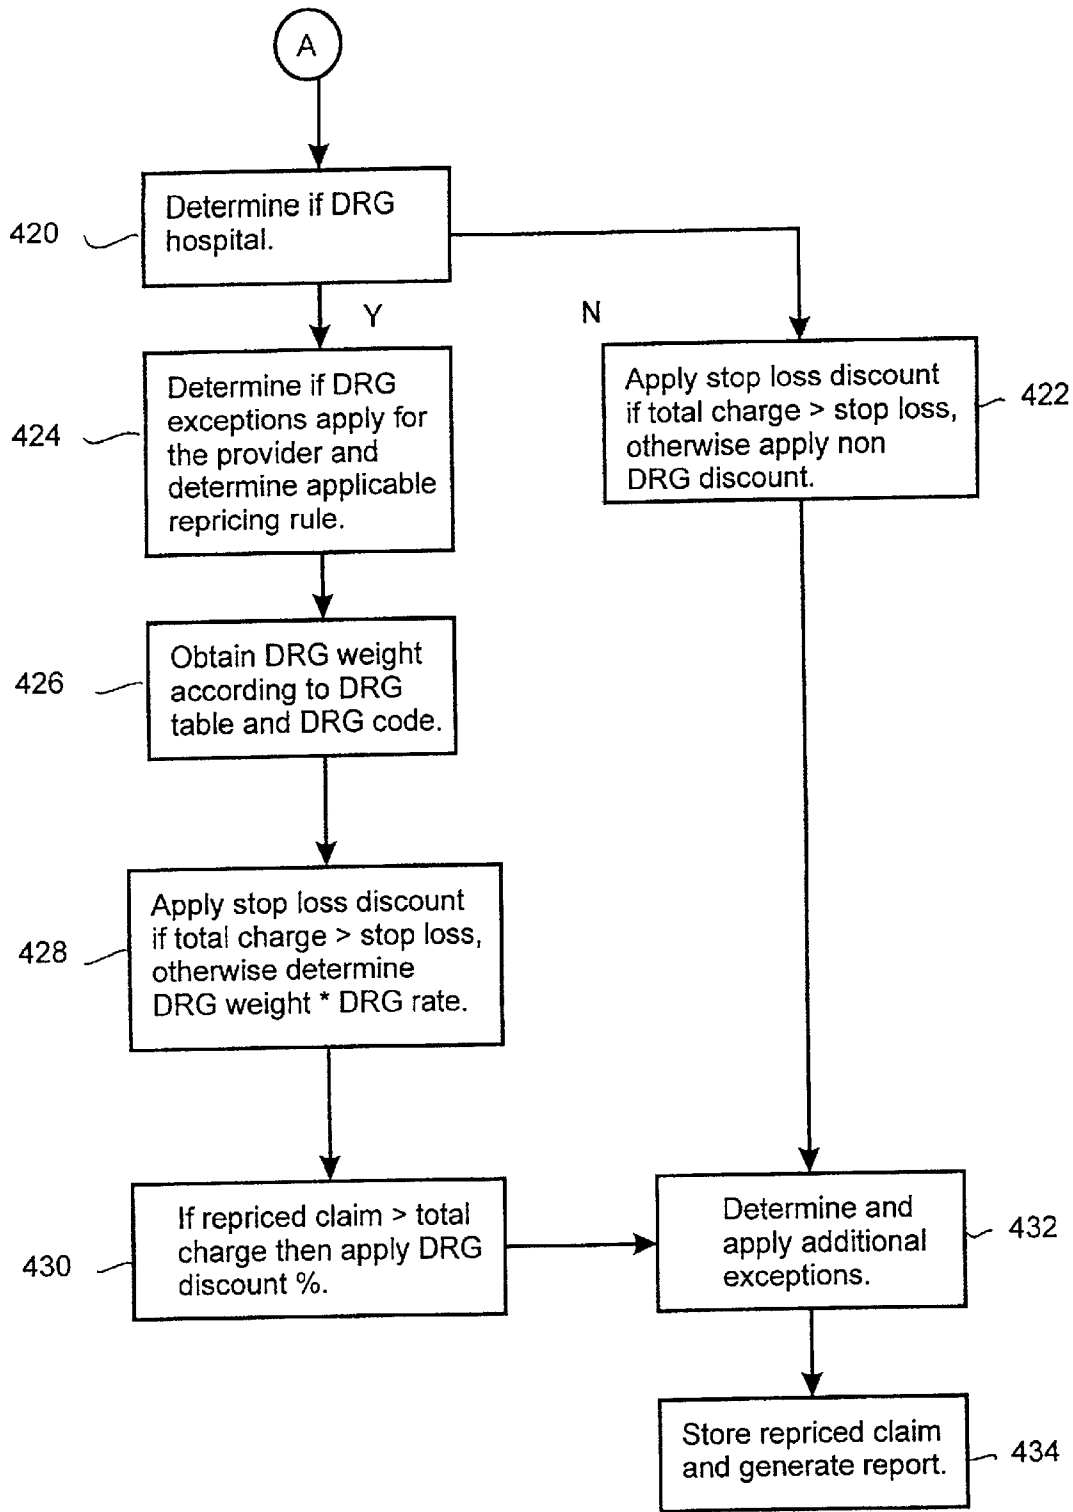 A
420
Determine if DRG
hospital.
Y
N
424
Determine if DRG
exceptions apply for
the provider and
determine applicable
repricing rule.
Apply stop loss discount
if total charge > stop loss,
otherwise apply non
DRG discount.
422
426
Obtain DRG weight
according to DRG
table and DRG code.
428
Apply stop loss discount
if total charge > stop loss,
otherwise determine
DRG weight * DRG rate.
430
If repriced claim > total
charge then apply DRG
discount %.
Determine and
apply additional
exceptions.
432
Store repriced claim
and generate report.
434